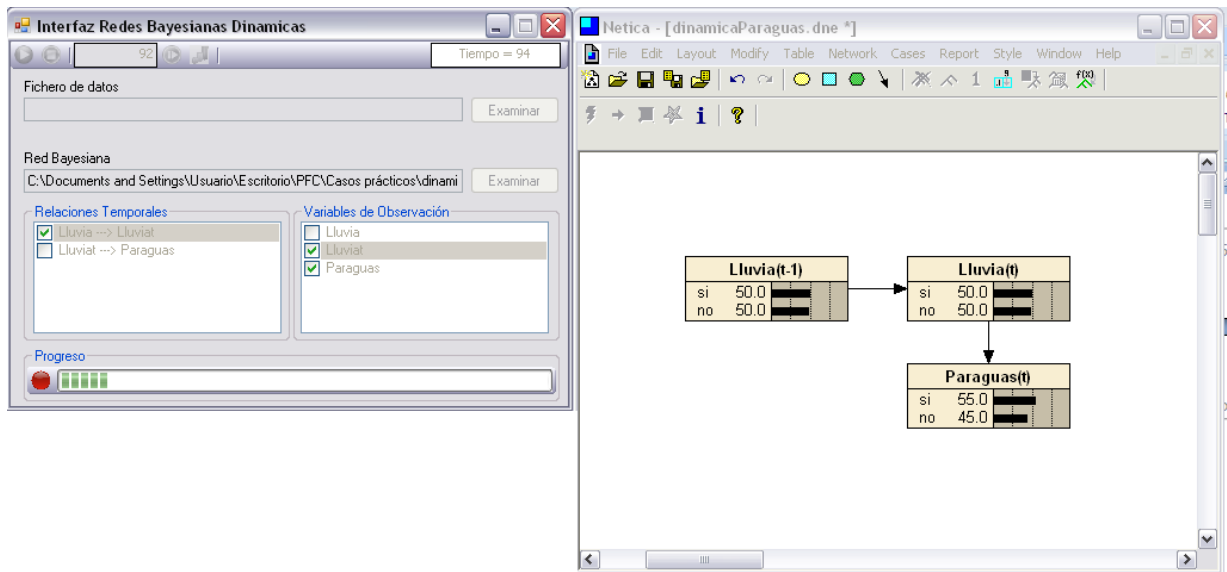 Interfaz Redes Bayesianas Dinamicas
92
Tiempo = 94
Fichero de datos
Examinar
Red Bayesiana
C:\Documents and Settings\Usuario\Escritorio\PFC\Casos prácticos\dinami
Examinar
Relaciones Temporales
Lluvia ---> Lluviat
Lluviat ---> Paraguas
Variables de Observación
Lluvia
Lluviat
Paraguas
Progreso
Netica - [dinamicaParaguas.dne *]
File Edit Layout Modify Table Network Cases Report Style Window Help
1
f(x)
i ?
Lluvia(t-1)
si 50.0
no 50.0
Lluvia(t)
si 50.0
no 50.0
Paraguas(t)
si 55.0
no 45.0